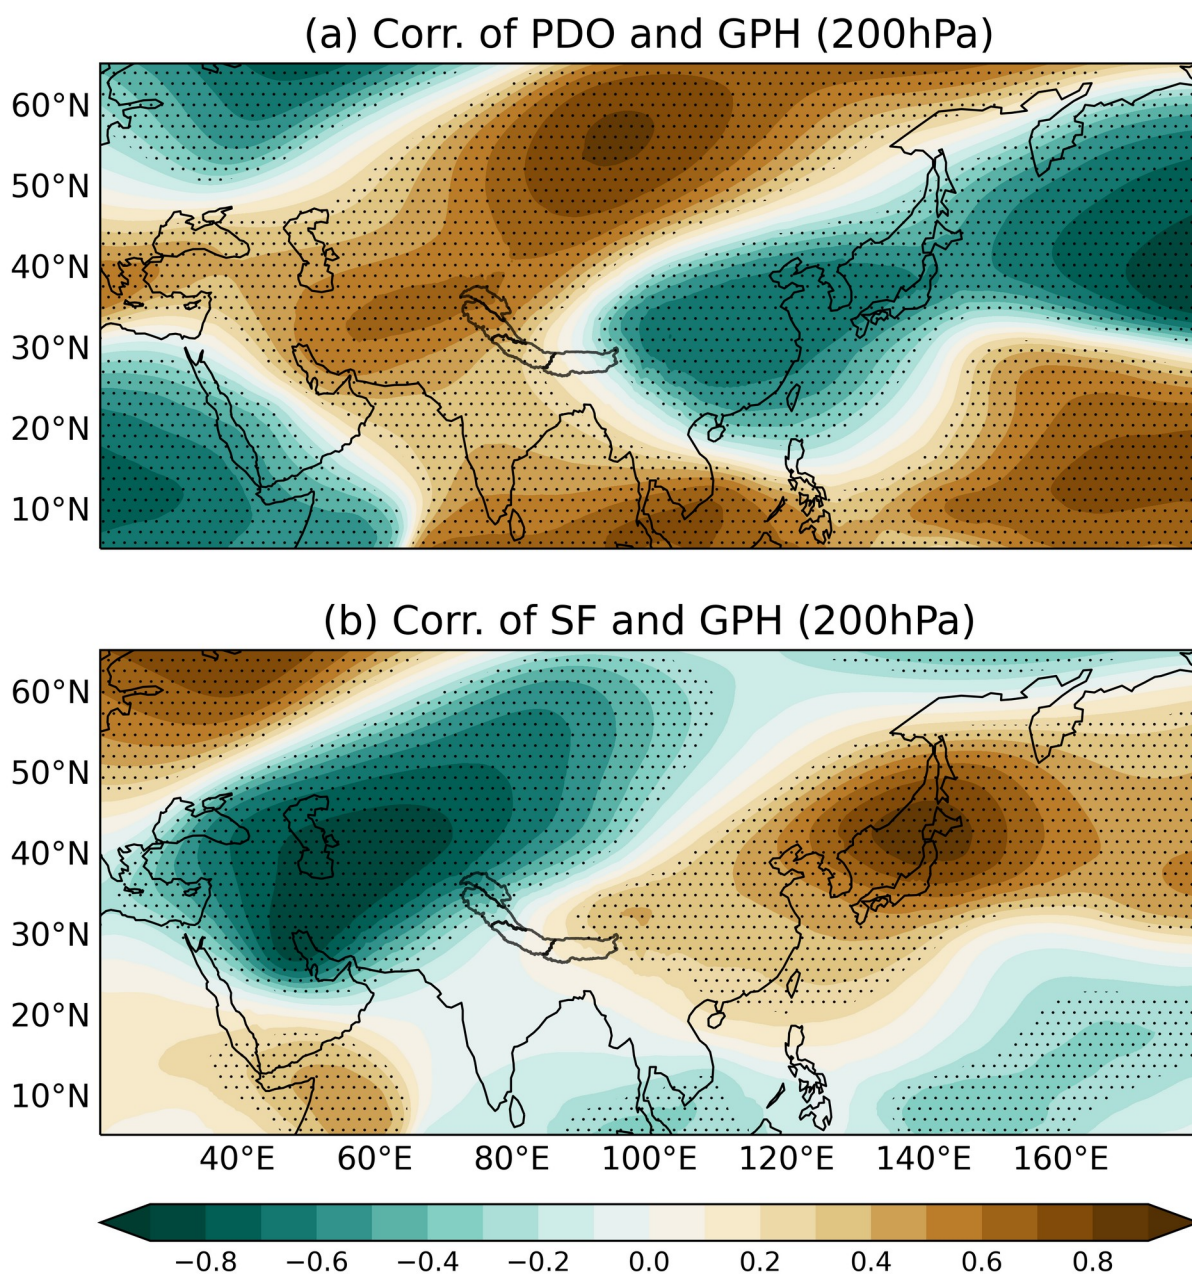 (a) Corr. of PDO and GPH (200hPa)
60°N
50°N
40°N
30°N
20°N
10°N
(b) Corr. of SF and GPH (200hPa)
60°N
50°N
40°N
30°N
20°N
10°N
40°E 60°E 80°E 100°E 120°E 140°E 160°E
−0.8 −0.6 −0.4 −0.2 0.0 0.2 0.4 0.6 0.8